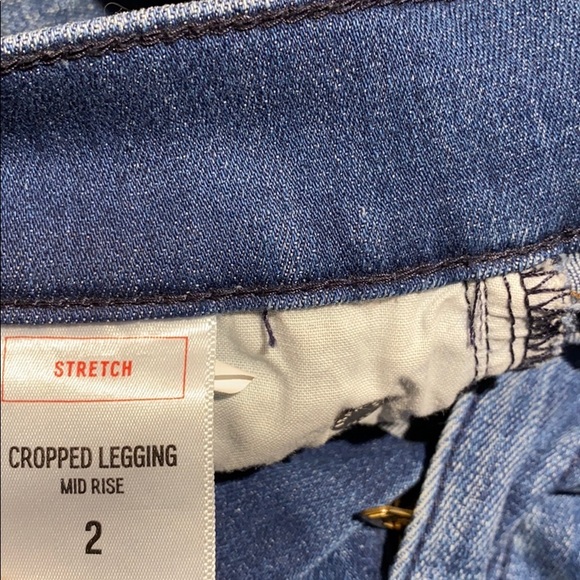 STRETCH
CROPPED LEGGING
MID RISE
2